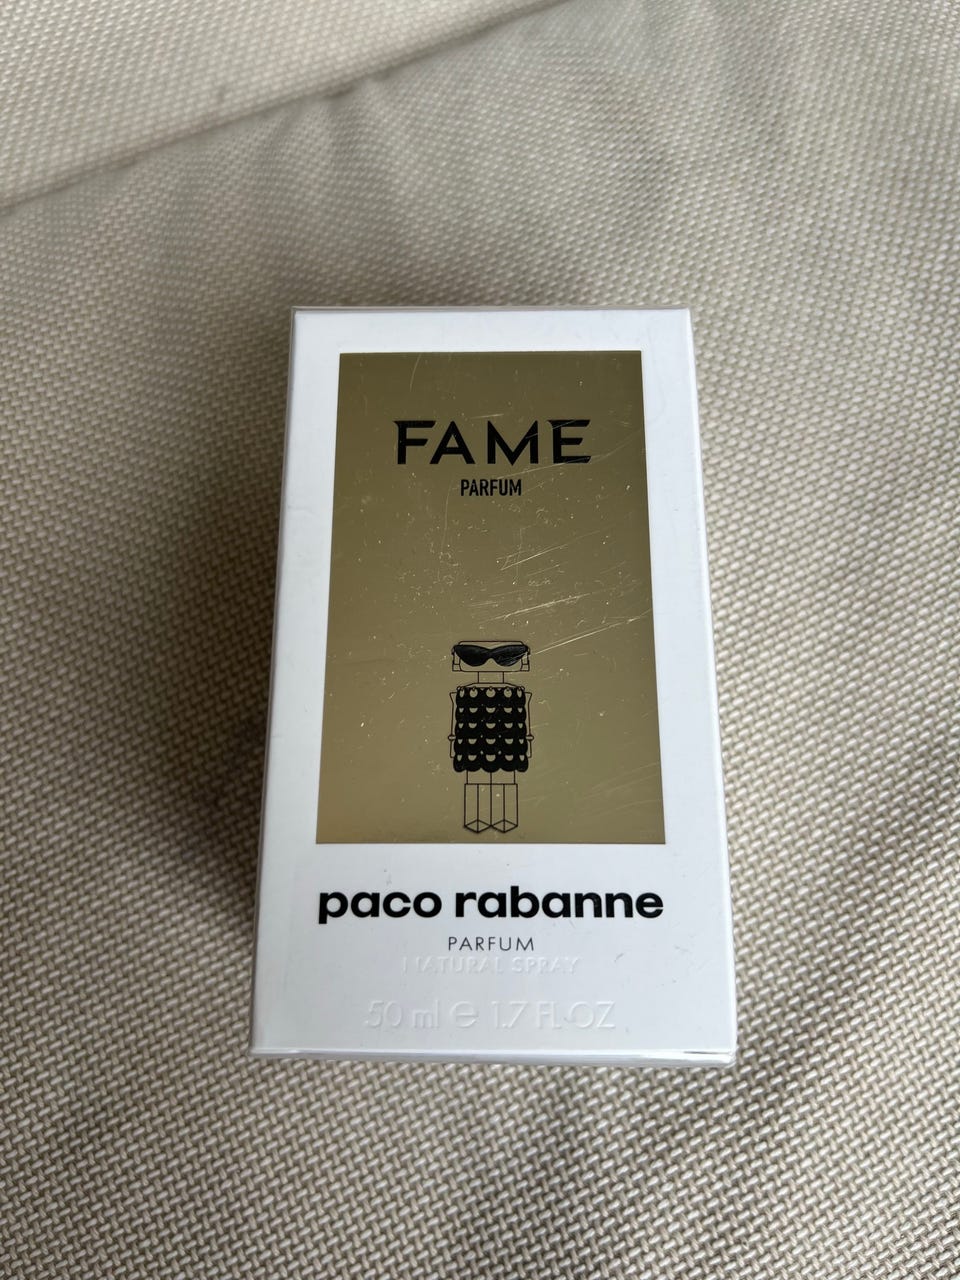 FAME
PARFUM
paco rabanne
PARFUM
NATURAL SPRAY
50 ml e 1.7 FL. OZ